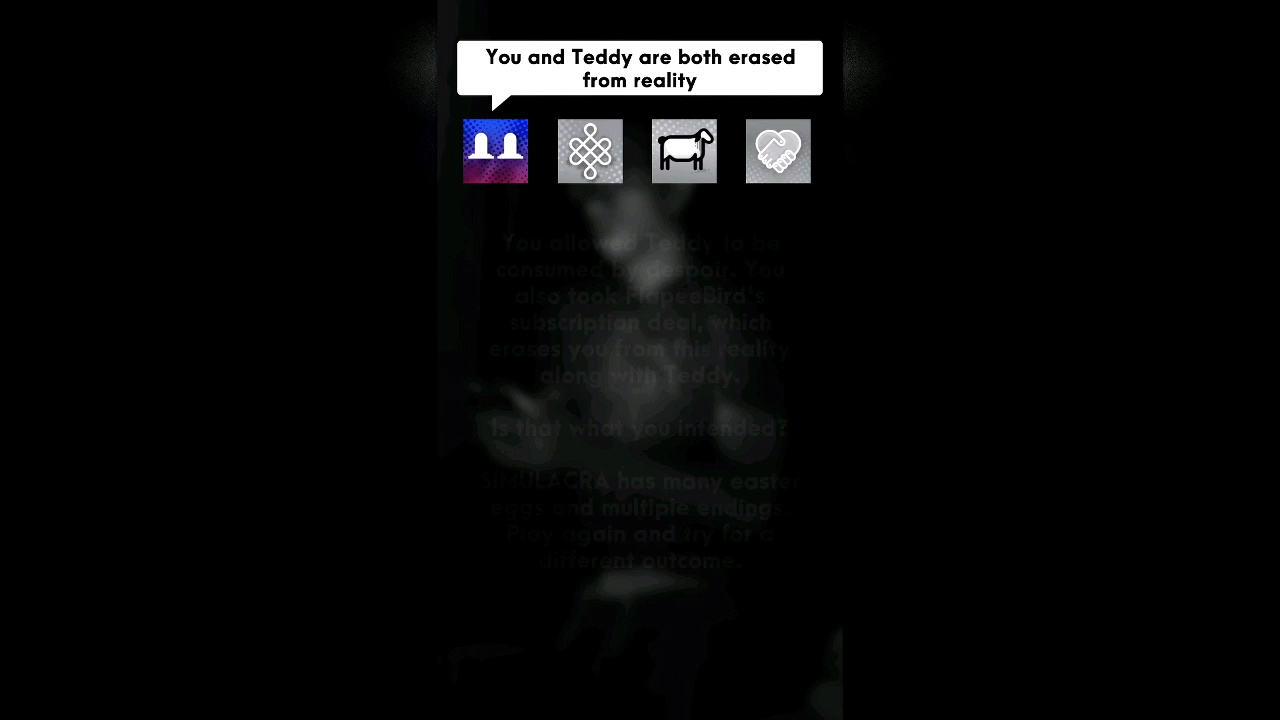 You and Teddy are both erased
from reality
You allowed Teddy to be
consumed by despair. You
also took FlapeeBird's
subscription deal, which
erases you from this reality
along with Teddy.
Is that what you intended?
SIMULACRA has many easter
eggs and multiple endings.
Play again and try for a
different outcome.